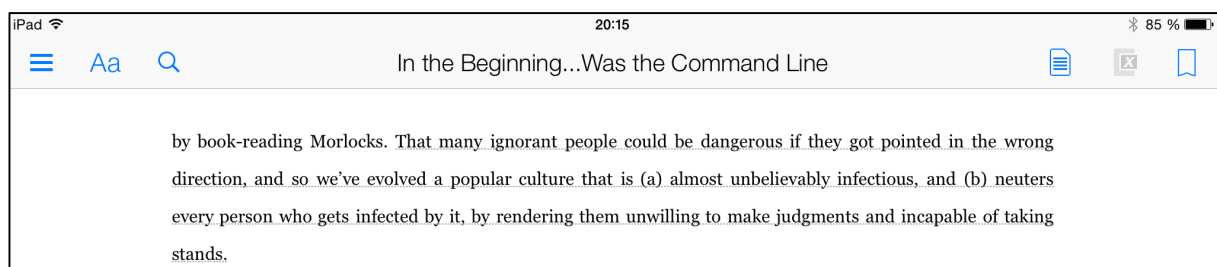 iPad 20:15 85 %
Aa In the Beginning...Was the Command Line X
by book-reading Morlocks. That many ignorant people could be dangerous if they got pointed in the wrong
direction, and so we’ve evolved a popular culture that is (a) almost unbelievably infectious, and (b) neuters
every person who gets infected by it, by rendering them unwilling to make judgments and incapable of taking
stands.